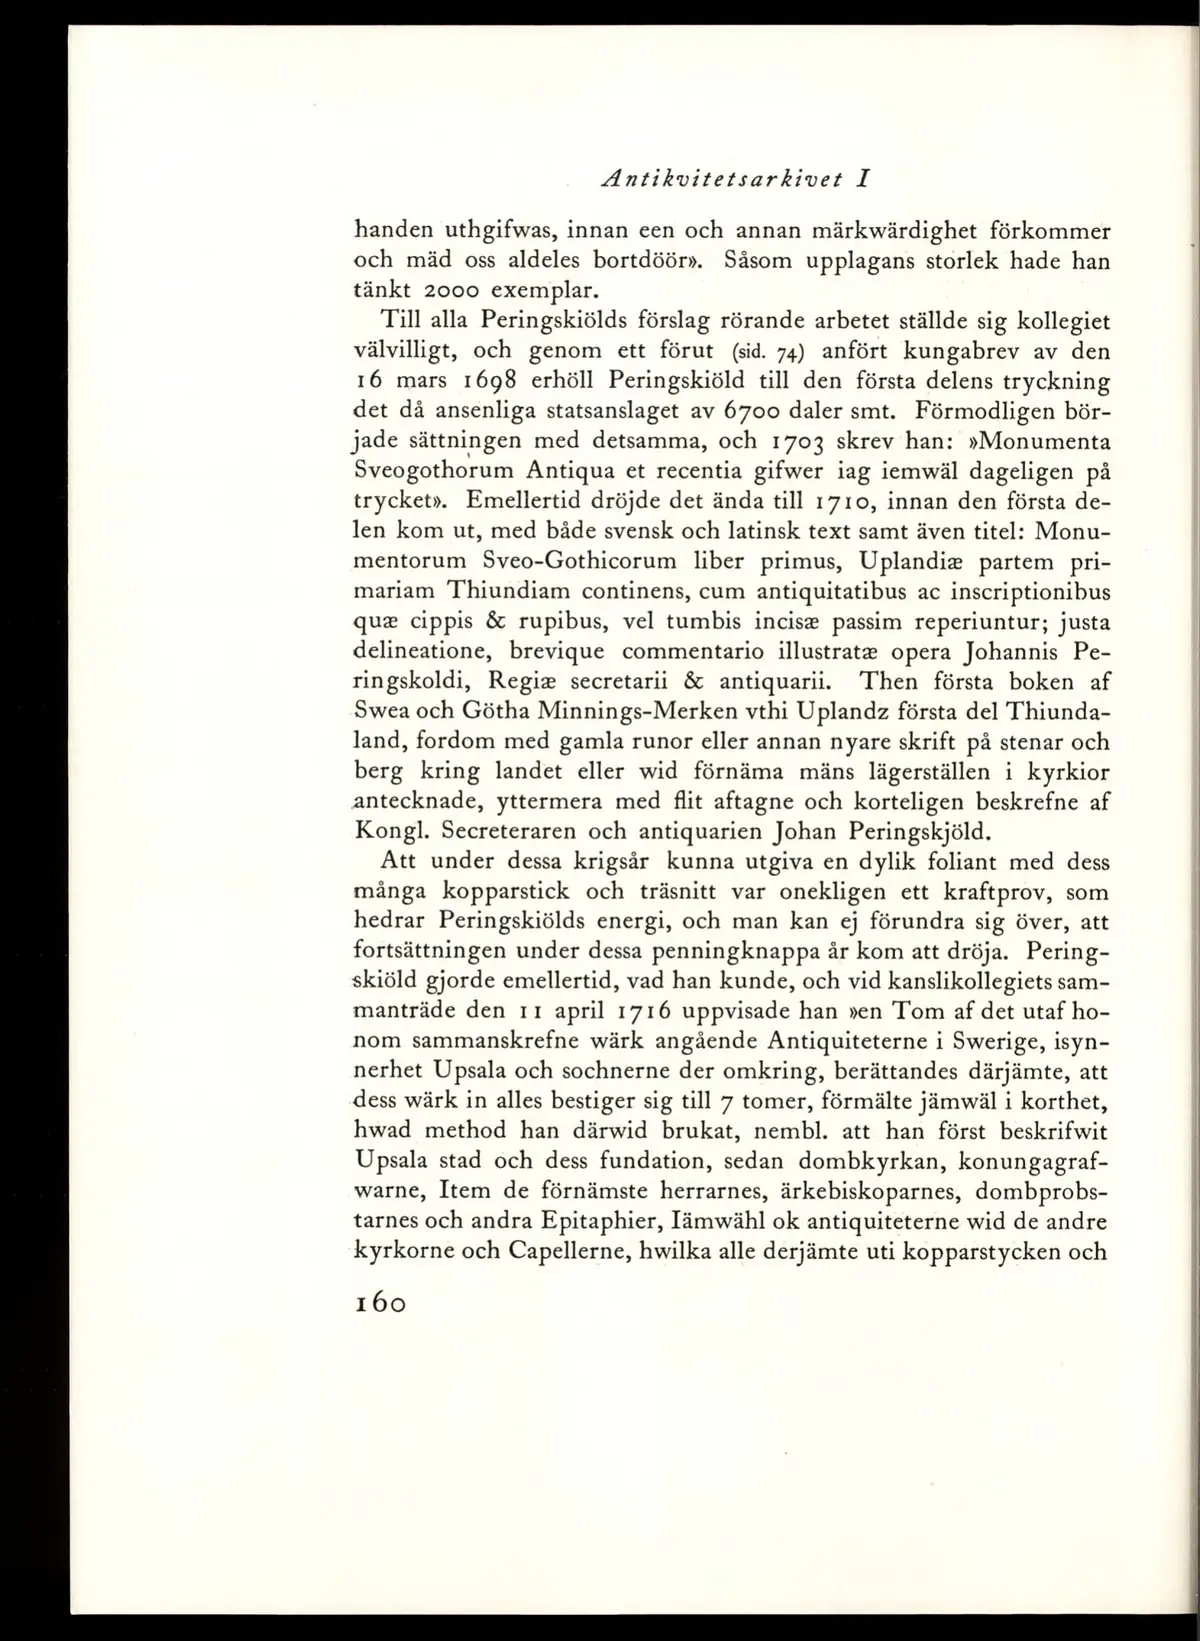 Antikvitetsarkivet I
handen uthgifwas, innan een och annan märkwärdighet förkommer
och mäd oss aldeles bortdöör». Såsom upplagans storlek hade han
tänkt 2000 exemplar.
Till alla Peringskiölds förslag rörande arbetet ställde sig kollegiet
välvilligt, och genom ett förut (sid. 74) anfört kungabrev av den
16 mars 1698 erhöll Peringskiöld till den första delens tryckning
det då ansenliga statsanslaget av 6700 daler smt. Förmodligen bör-
jade sättningen med detsamma, och 1703 skrev han: »Monumenta
Sveogothorum Antiqua et recentia gifwer iag iemwäl dageligen på
trycket». Emellertid dröjde det ända till 1710, innan den första de-
len kom ut, med både svensk och latinsk text samt även titel: Monu-
mentorum Sveo-Gothicorum liber primus, Uplandiæ partem pri-
mariam Thiundiam continens, cum antiquitatibus ac inscriptionibus
quæ cippis & rupibus, vel tumbis incisæ passim reperiuntur; justa
delineatione, brevique commentario illustratæ opera Johannis Pe-
ringskoldi, Regiæ secretarii & antiquarii. Then första boken af
Swea och Götha Minnings-Merken vthi Uplandz första del Thiunda-
land, fordom med gamla runor eller annan nyare skrift på stenar och
berg kring landet eller wid förnäma mäns lägerställen i kyrkior
antecknade, yttermera med flit aftagne och korteligen beskrefne af
Kongl. Secreteraren och antiquarien Johan Peringskjöld.
Att under dessa krigsår kunna utgiva en dylik foliant med dess
många kopparstick och träsnitt var onekligen ett kraftprov, som
hedrar Peringskiölds energi, och man kan ej förundra sig över, att
fortsättningen under dessa penningknappa år kom att dröja. Pering-
skiöld gjorde emellertid, vad han kunde, och vid kanslikollegiets sam-
manträde den 11 april 1716 uppvisade han »en Tom af det utaf ho-
nom sammanskrefne wärk angående Antiquiteterne i Swerige, isyn-
nerhet Upsala och sochnerne der omkring, berättandes därjämte, att
dess wärk in alles bestiger sig till 7 tomer, förmälte jämwäl i korthet,
hwad method han därwid brukat, nembl. att han först beskrifwit
Upsala stad och dess fundation, sedan dombkyrkan, konungagraf-
warne, Item de förnämste herrarnes, ärkebiskoparnes, dombprobs-
tarnes och andra Epitaphier, Iämwähl ok antiquiteterne wid de andre
kyrkorne och Capellerne, hwilka alle derjämte uti kopparstycken och
160